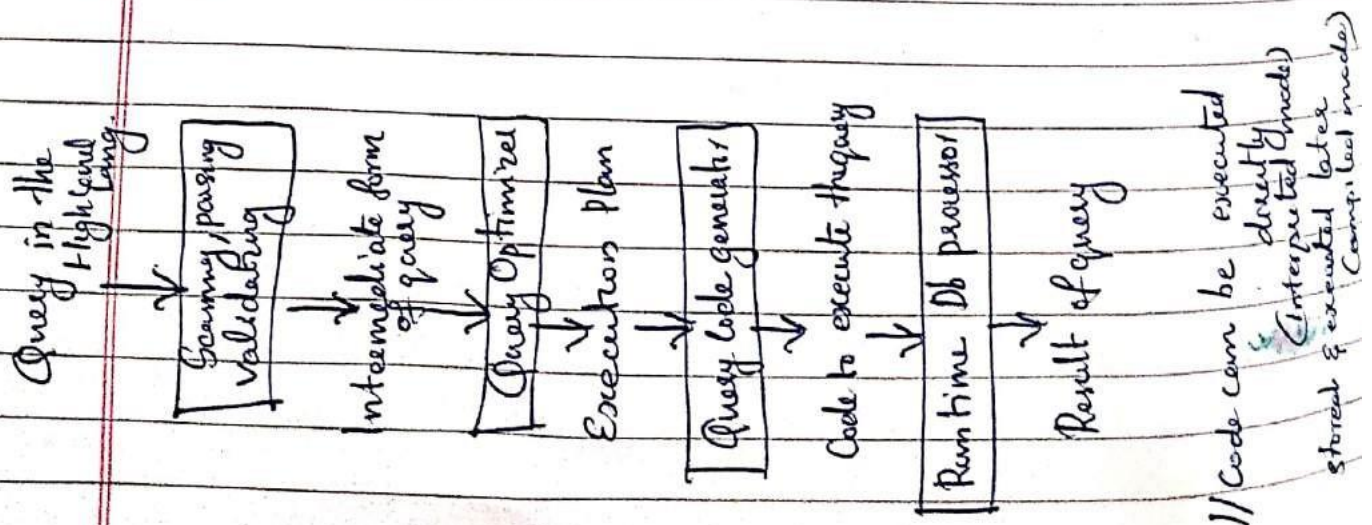 Query in the
High level
Lang.
Scanning, parsing
Validating
Intermediate form
of query
Query Optimizer
Execution Plan
Query Code generator
Code to execute the query
Runtime Db processor
Result of query
// Code can be executed
directly
(interpreted mode)
stored & executed later
Compiled mode)